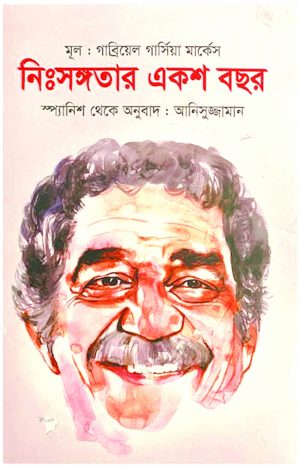 মূল : গাব্রিয়েল গার্সিয়া মার্কেস
নিঃসঙ্গতার একশ বছর
স্প্যানিশ থেকে অনুবাদ : আনিসুজ্জামান